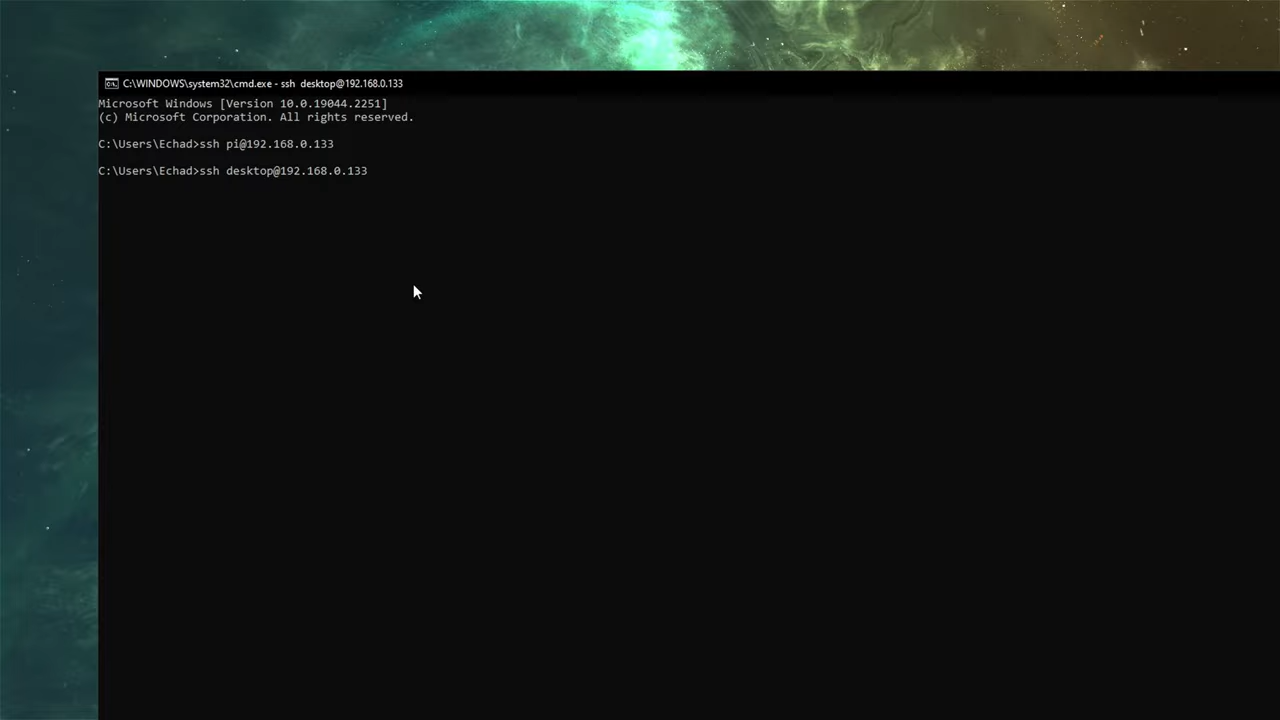 C:\WINDOWS\system32\cmd.exe - ssh desktop@192.168.0.133
Microsoft Windows [Version 10.0.19044.2251]
(c) Microsoft Corporation. All rights reserved.
C:\Users\Echad>ssh pi@192.168.0.133
C:\Users\Echad>ssh desktop@192.168.0.133